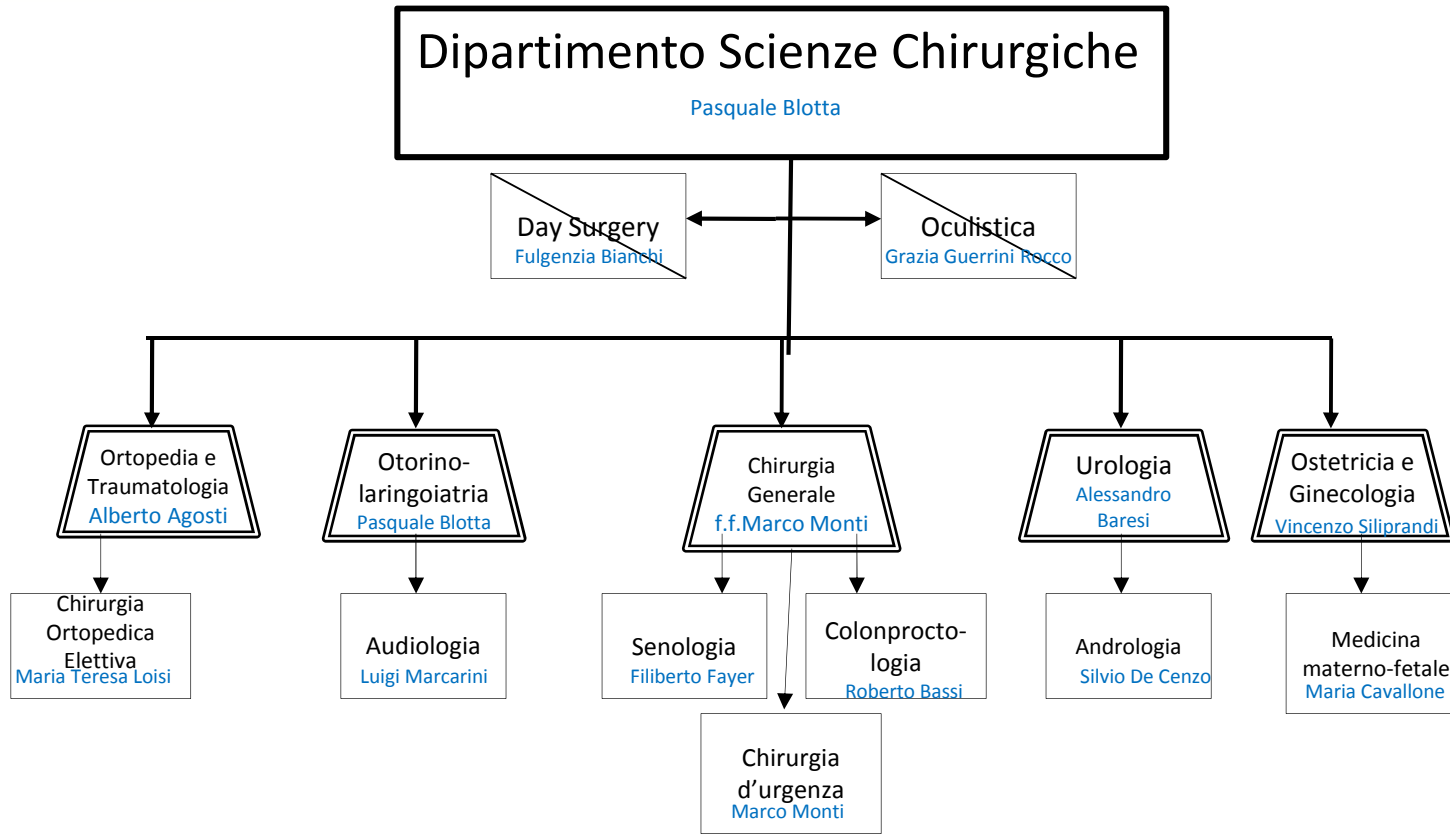 Dipartimento Scienze Chirurgiche
Pasquale Blotta
Day Surgery
Fulgenzia Bianchi
Oculistica
Grazia Guerrini Rocco
Ortopedia e
Traumatologia
Alberto Agosti
Otorino-
laringoiatria
Pasquale Blotta
Chirurgia
Generale
f.f.Marco Monti
Urologia
Alessandro
Baresi
Ostetricia e
Ginecologia
Vincenzo Siliprandi
Chirurgia
Ortopedica
Elettiva
Maria Teresa Loisi
Audiologia
Luigi Marcarini
Senologia
Filiberto Fayer
Colonprocto-
logia
Roberto Bassi
Andrologia
Silvio De Cenzo
Medicina
materno-fetale
Maria Cavallone
Chirurgia
d'urgenza
Marco Monti